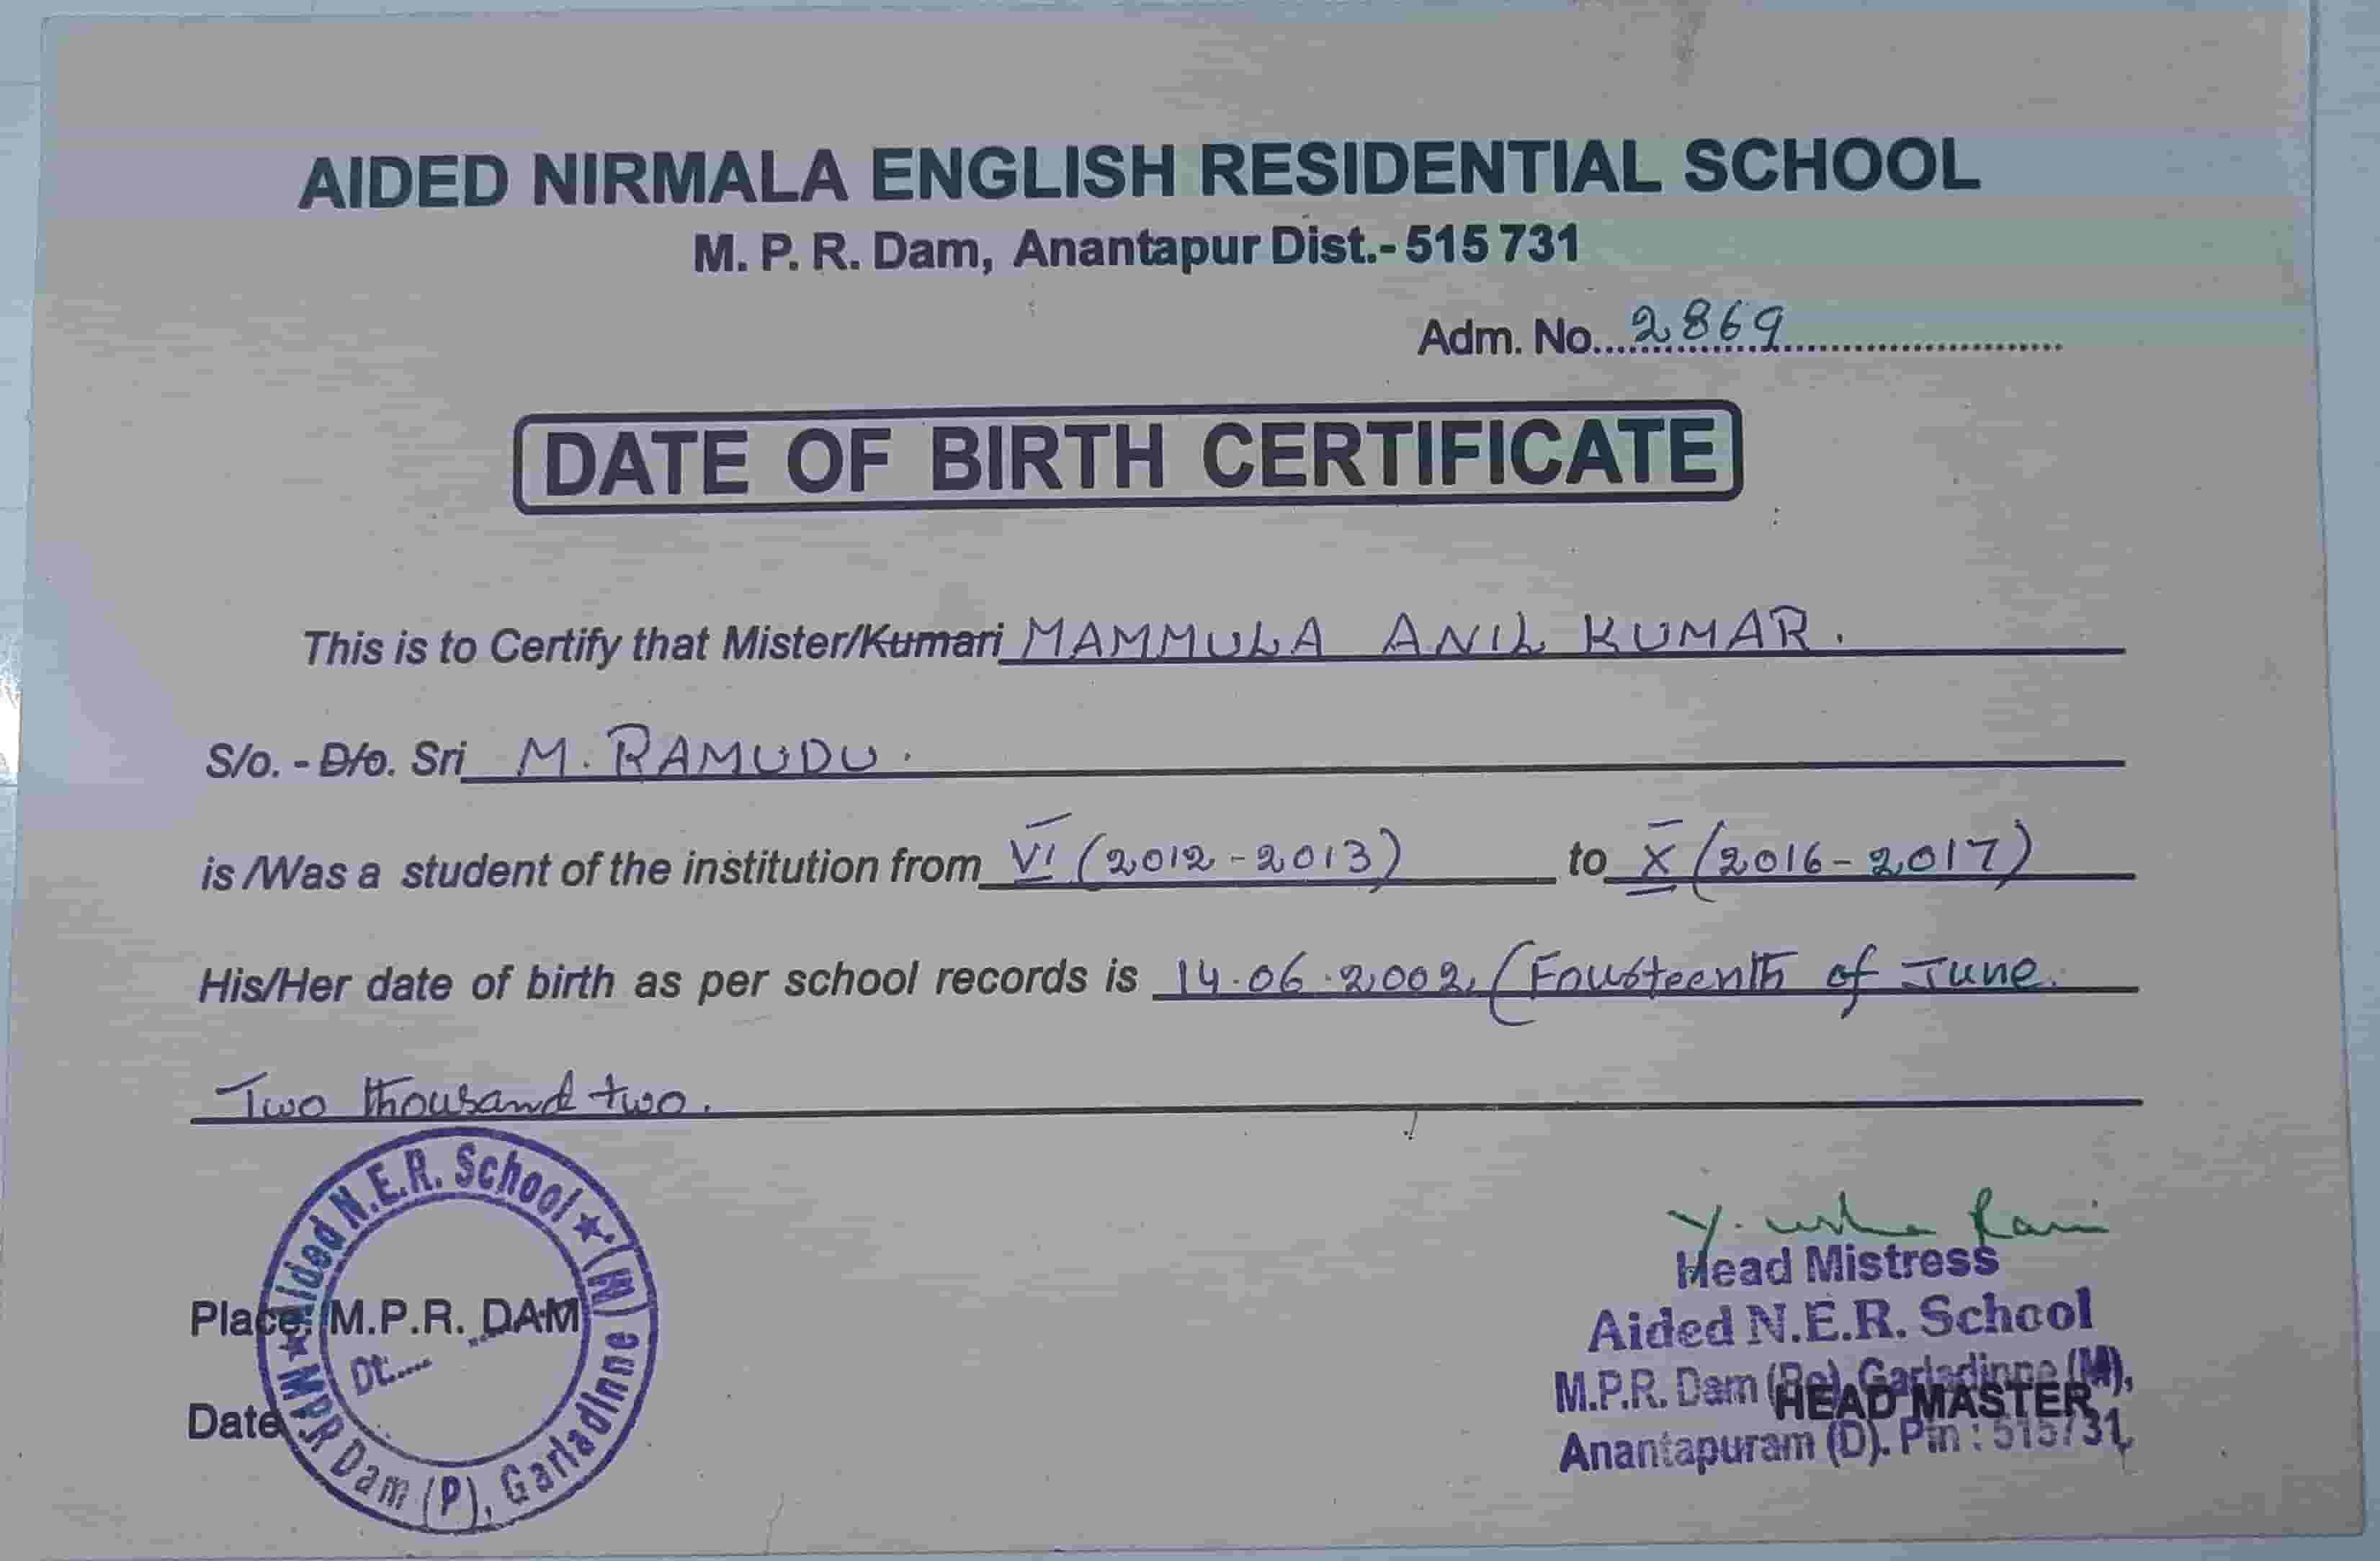 AIDED NIRMALA ENGLISH RESIDENTIAL SCHOOL
M. P. R. Dam, Anantapur Dist.- 515 731
Adm. No. 2869
DATE OF BIRTH CERTIFICATE
This is to Certify that Mister/Kumari MAMMULA ANIL KUMAR.
S/o. - D/o. Sri M. RAMUDU.
is /Was a student of the institution from VI (2012-2013) to X (2016-2017)
His/Her date of birth as per school records is 14.06.2002 (Fourteenth of June
Two thousand two.
Aided N.E.R. School ★ (M) Garladinne
★ MPR Dam (P),
Place: M.P.R. DAM
Dt:....
Date
Y. Usha Rani
Head Mistress
Aided N.E.R. School
M.P.R. Dam (Po), Garladinne (M),
HEAD MASTER
Anantapuram (D). Pin : 515731,